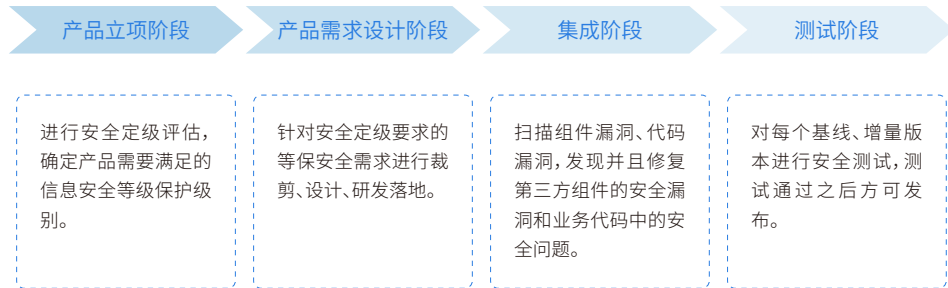 产品立项阶段
产品需求设计阶段
集成阶段
测试阶段
进行安全定级评估，
确定产品需要满足的
信息安全等级保护级
别。
针对安全定级要求的
等保安全需求进行裁
剪、设计、研发落地。
扫描组件漏洞、代码
漏洞，发现并且修复
第三方组件的安全漏
洞和业务代码中的安
全问题。
对每个基线、增量版
本进行安全测试，测
试通过之后方可发
布。